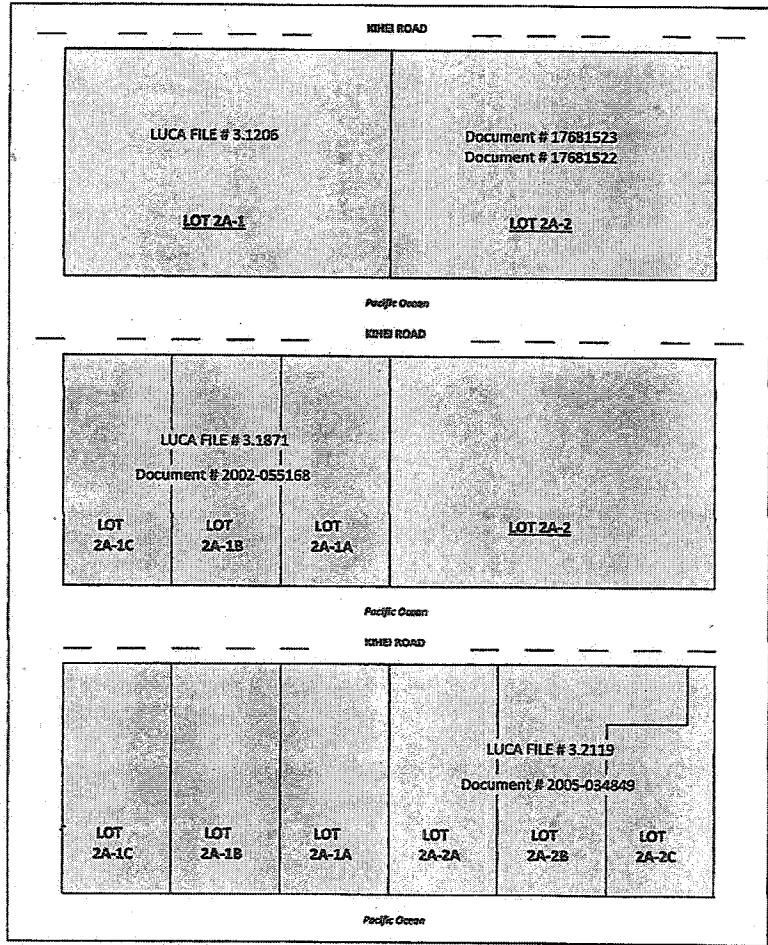 KIHEI ROAD
LUCA FILE # 3.1206
Document # 17681523
Document # 17681522
LOT 2A-1
LOT 2A-2
Pacific Ocean
KIHEI ROAD
LUCA FILE # 3.1871
Document # 2002-055168
LOT
2A-1C
LOT
2A-1B
LOT
2A-1A
LOT 2A-2
Pacific Ocean
KIHEI ROAD
LUCA FILE # 3.2119
Document # 2005-034849
LOT
2A-1C
LOT
2A-1B
LOT
2A-1A
LOT
2A-2A
LOT
2A-2B
LOT
2A-2C
Pacific Ocean